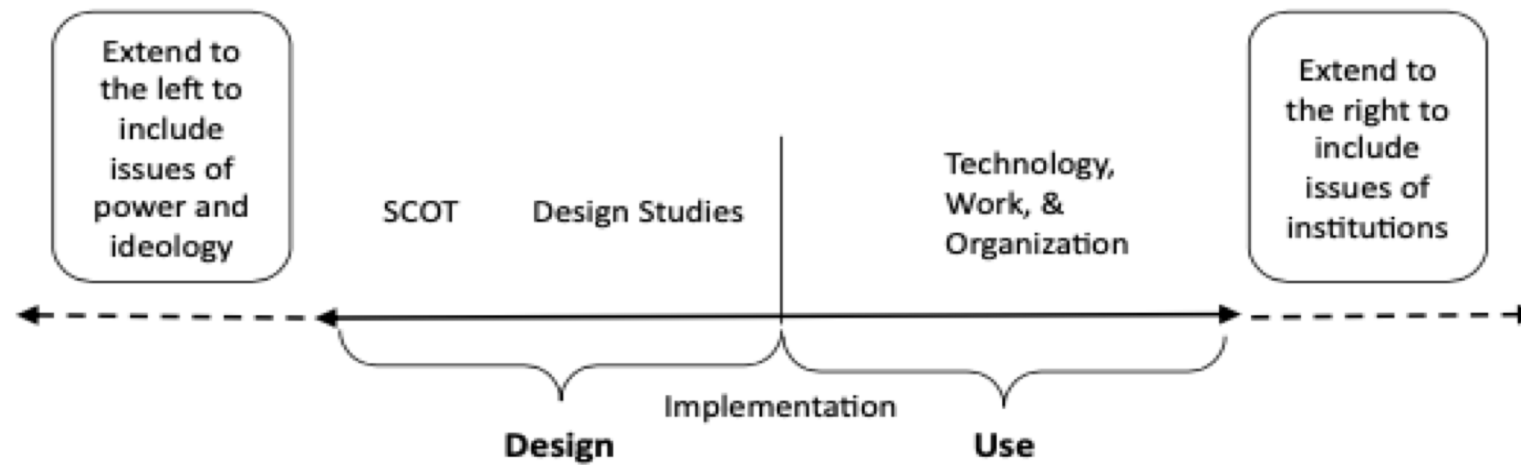 Extend to
the left to
include
issues of
power and
ideology
SCOT
Design Studies
Technology,
Work, &
Organization
Extend to
the right to
include
issues of
institutions
Implementation
Design
Use